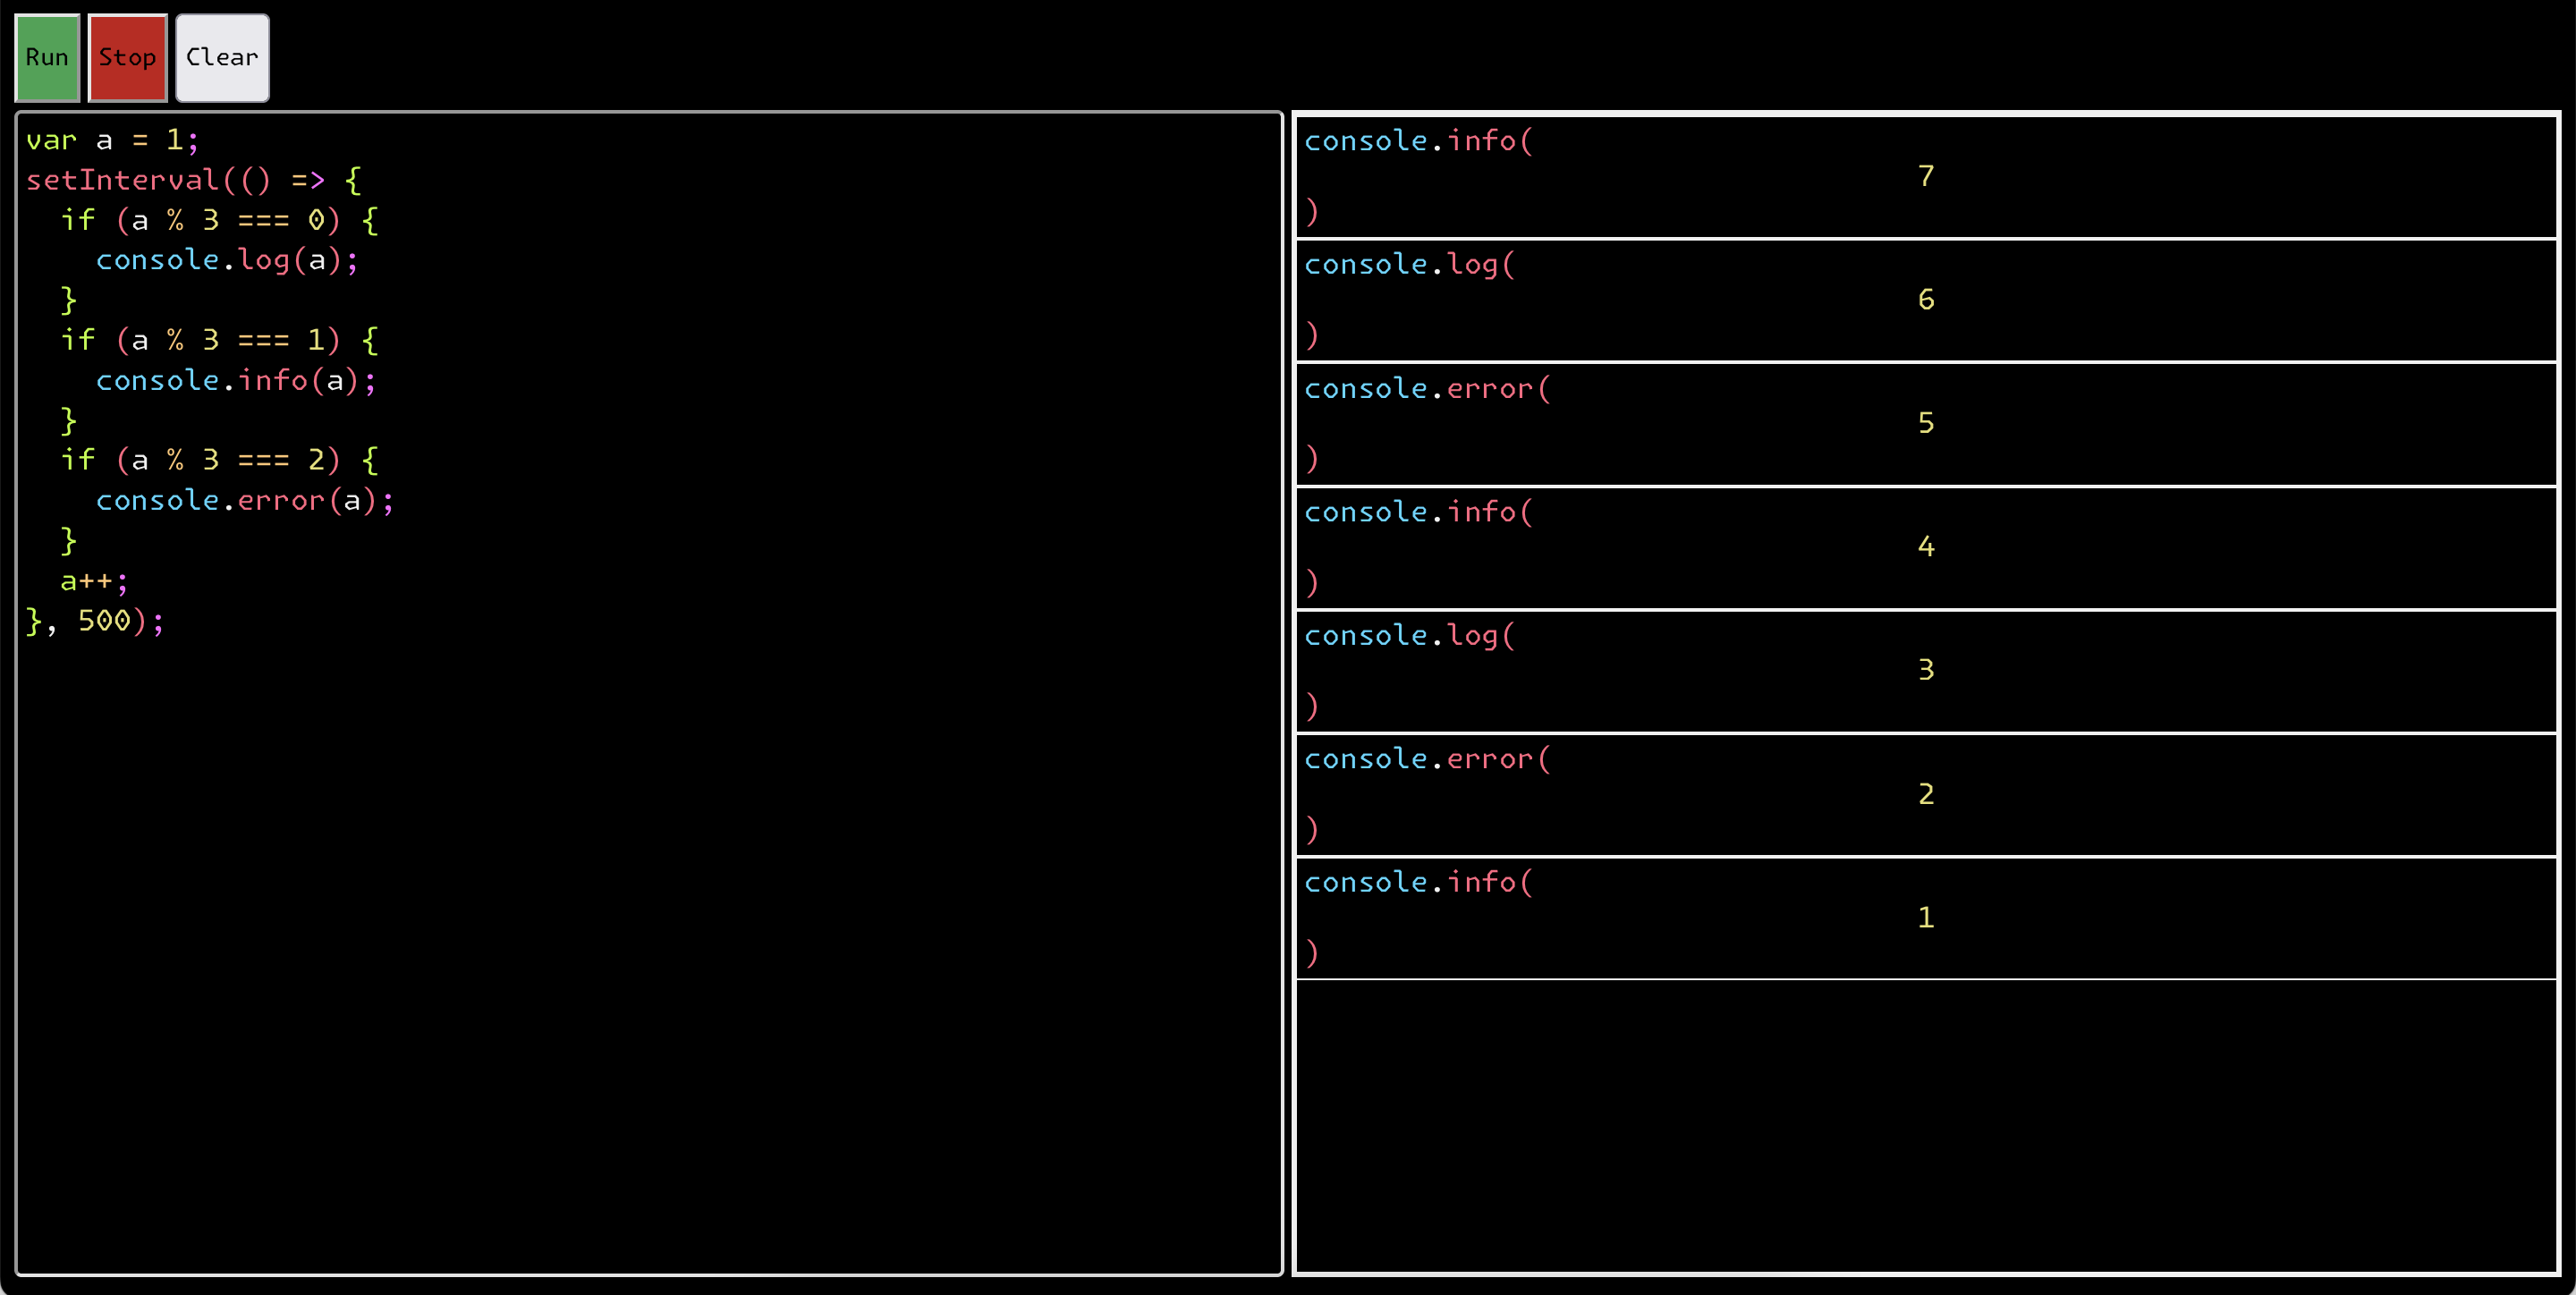 Run Stop Clear
var a = 1;
setInterval(() => {
  if (a % 3 === 0) {
    console.log(a);
  }
  if (a % 3 === 1) {
    console.info(a);
  }
  if (a % 3 === 2) {
    console.error(a);
  }
  a++;
}, 500);
console.info(
7
)
console.log(
6
)
console.error(
5
)
console.info(
4
)
console.log(
3
)
console.error(
2
)
console.info(
1
)